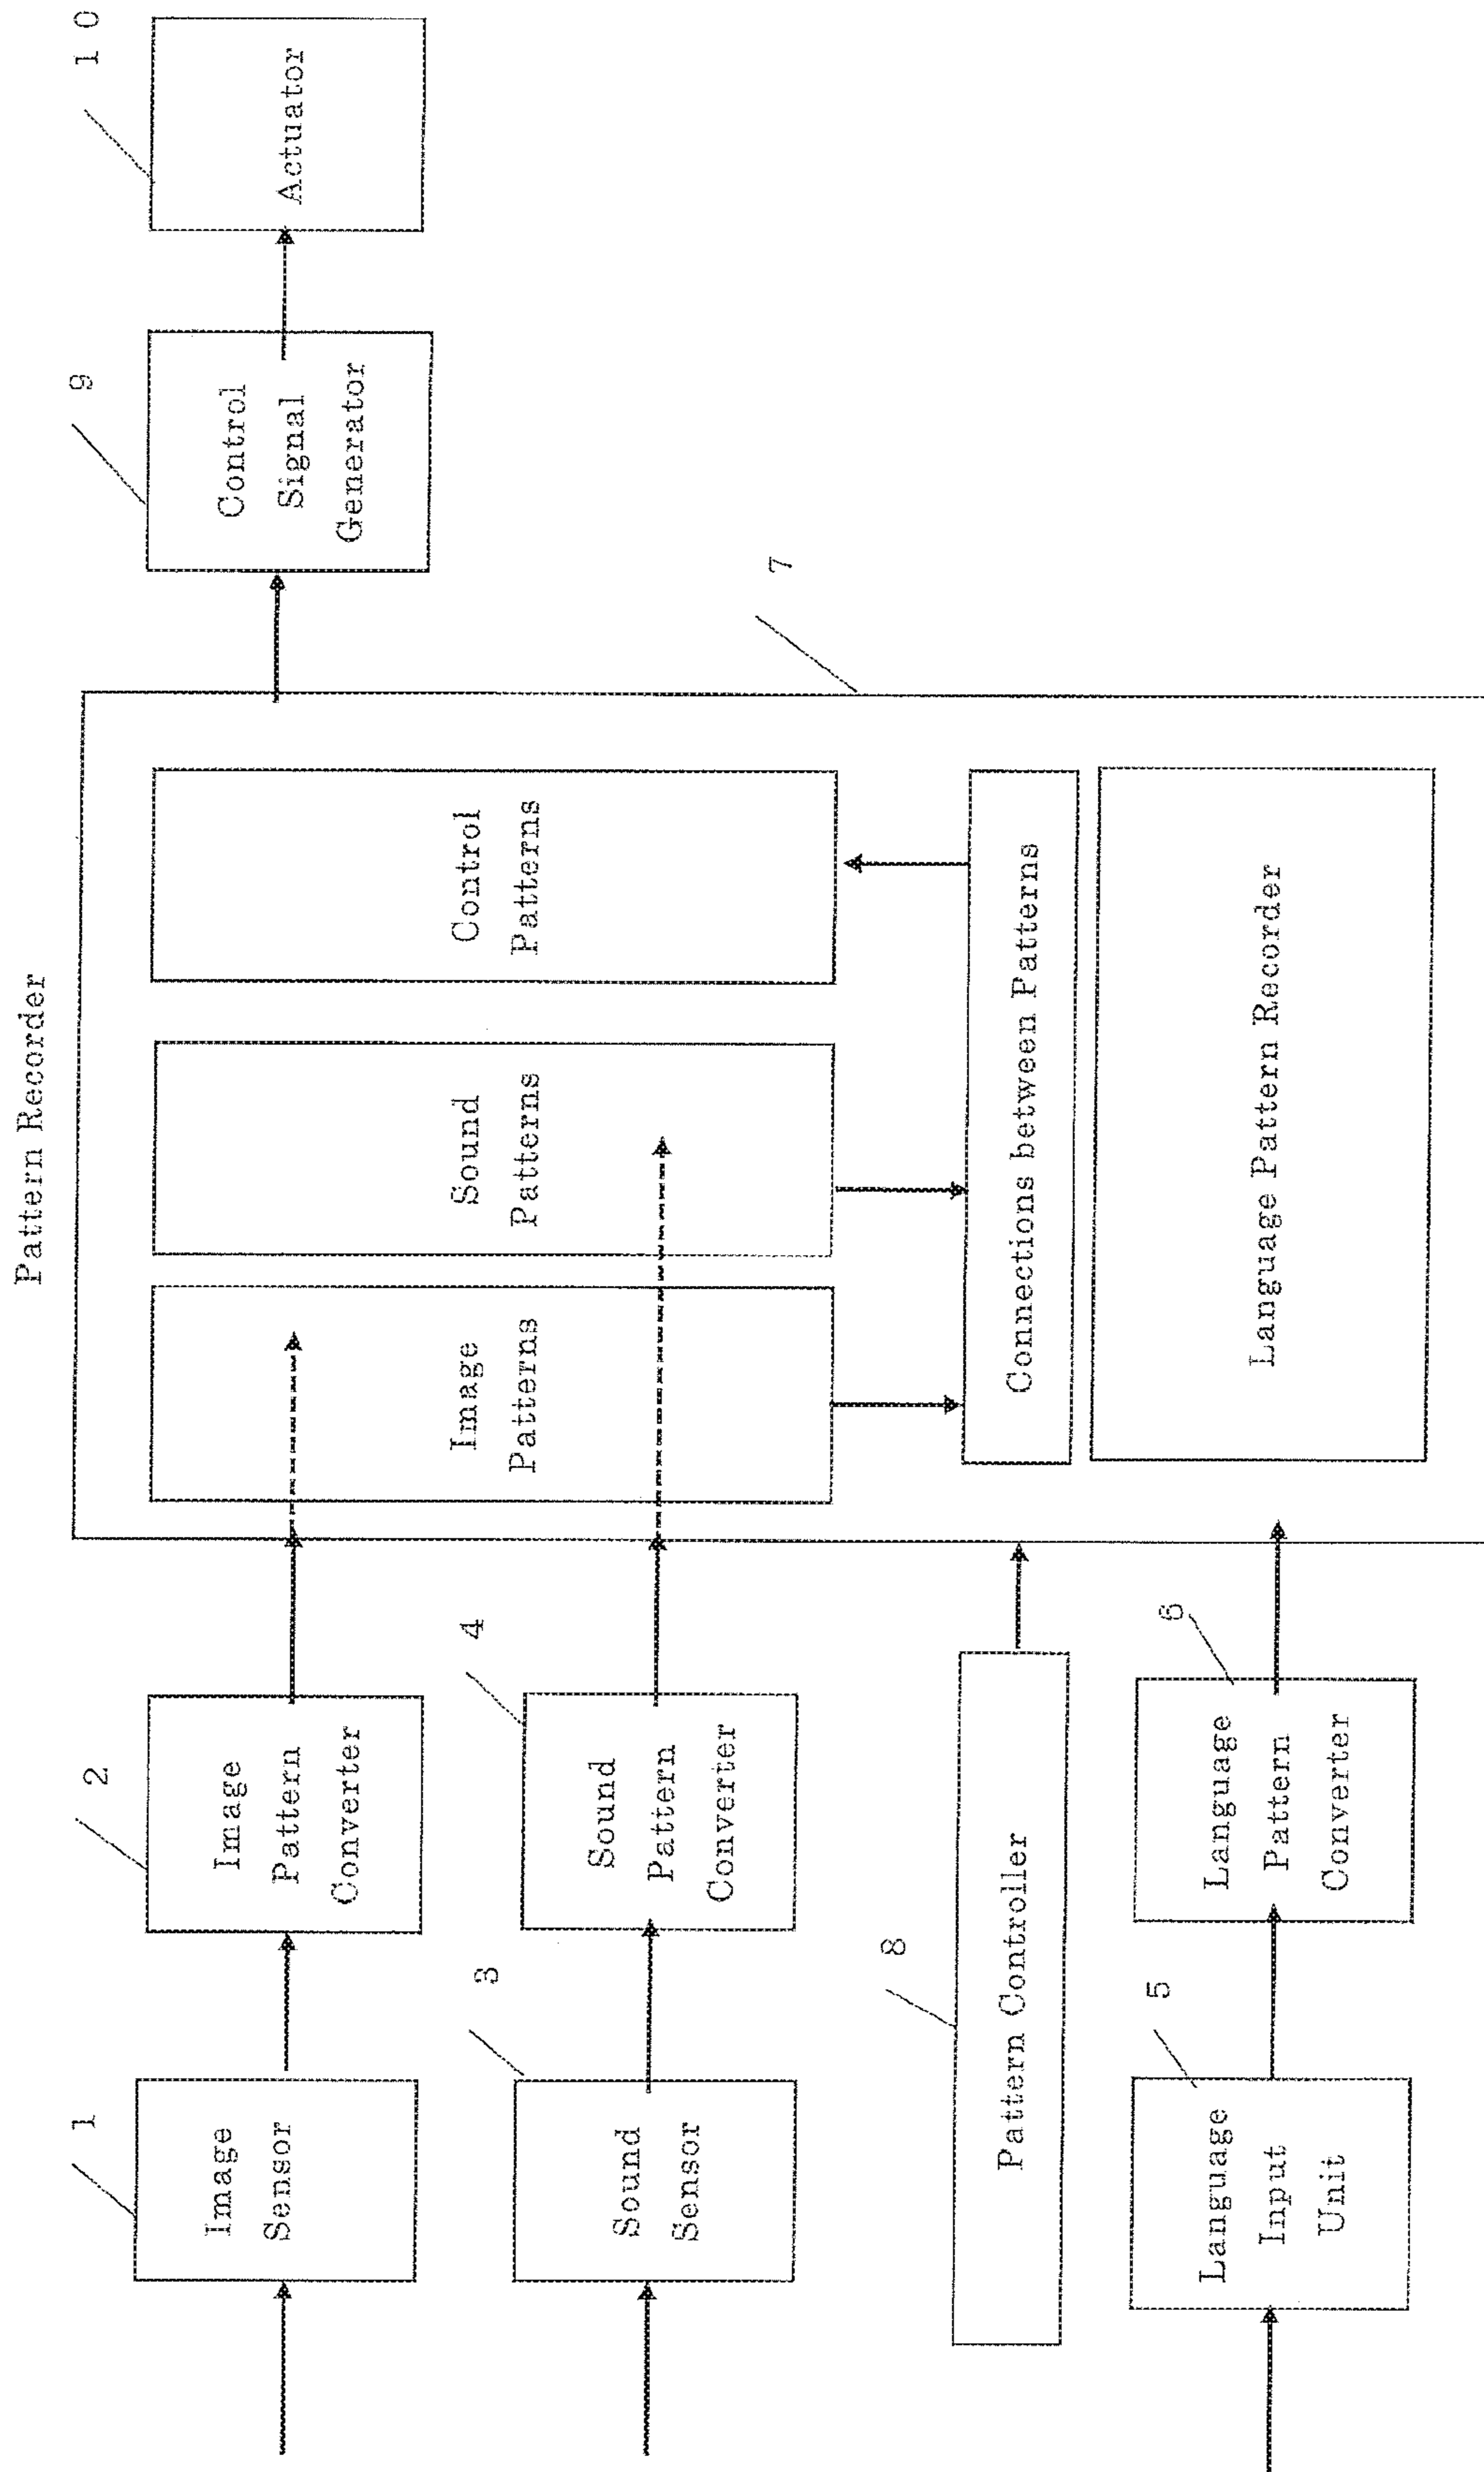 Pattern Recorder
1
Image
Sensor
2
Image
Pattern
Converter
Image
Patterns
Sound
Patterns
Control
Patterns
9
Control
Signal
Generator
10
Actuator
3
Sound
Sensor
4
Sound
Pattern
Converter
7
8
Pattern Controller
Connections between Patterns
5
Language
Input
Unit
6
Language
Pattern
Converter
Language Pattern Recorder